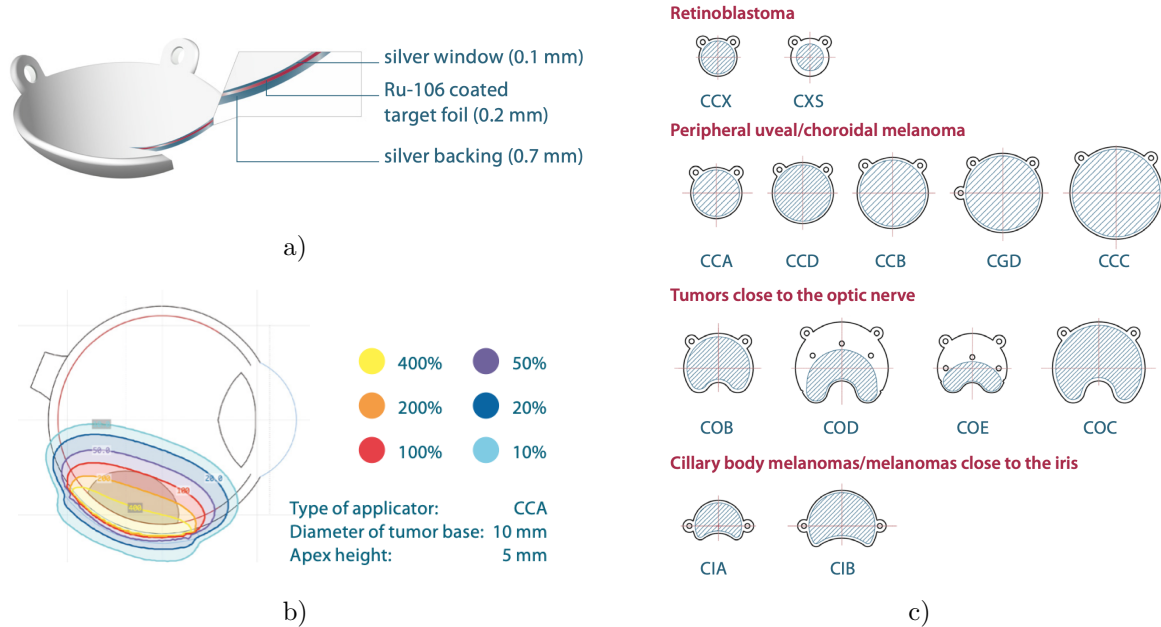 silver window (0.1 mm)
Ru-106 coated
target foil (0.2 mm)
silver backing (0.7 mm)
a)
50.0
20.0
200
100
400
400%
50%
200%
20%
100%
10%
Type of applicator: CCA
Diameter of tumor base: 10 mm
Apex height: 5 mm
b)
Retinoblastoma
CCX CXS
Peripheral uveal/choroidal melanoma
CCA CCD CCB CGD CCC
Tumors close to the optic nerve
COB COD COE COC
Cillary body melanomas/melanomas close to the iris
CIA CIB
c)